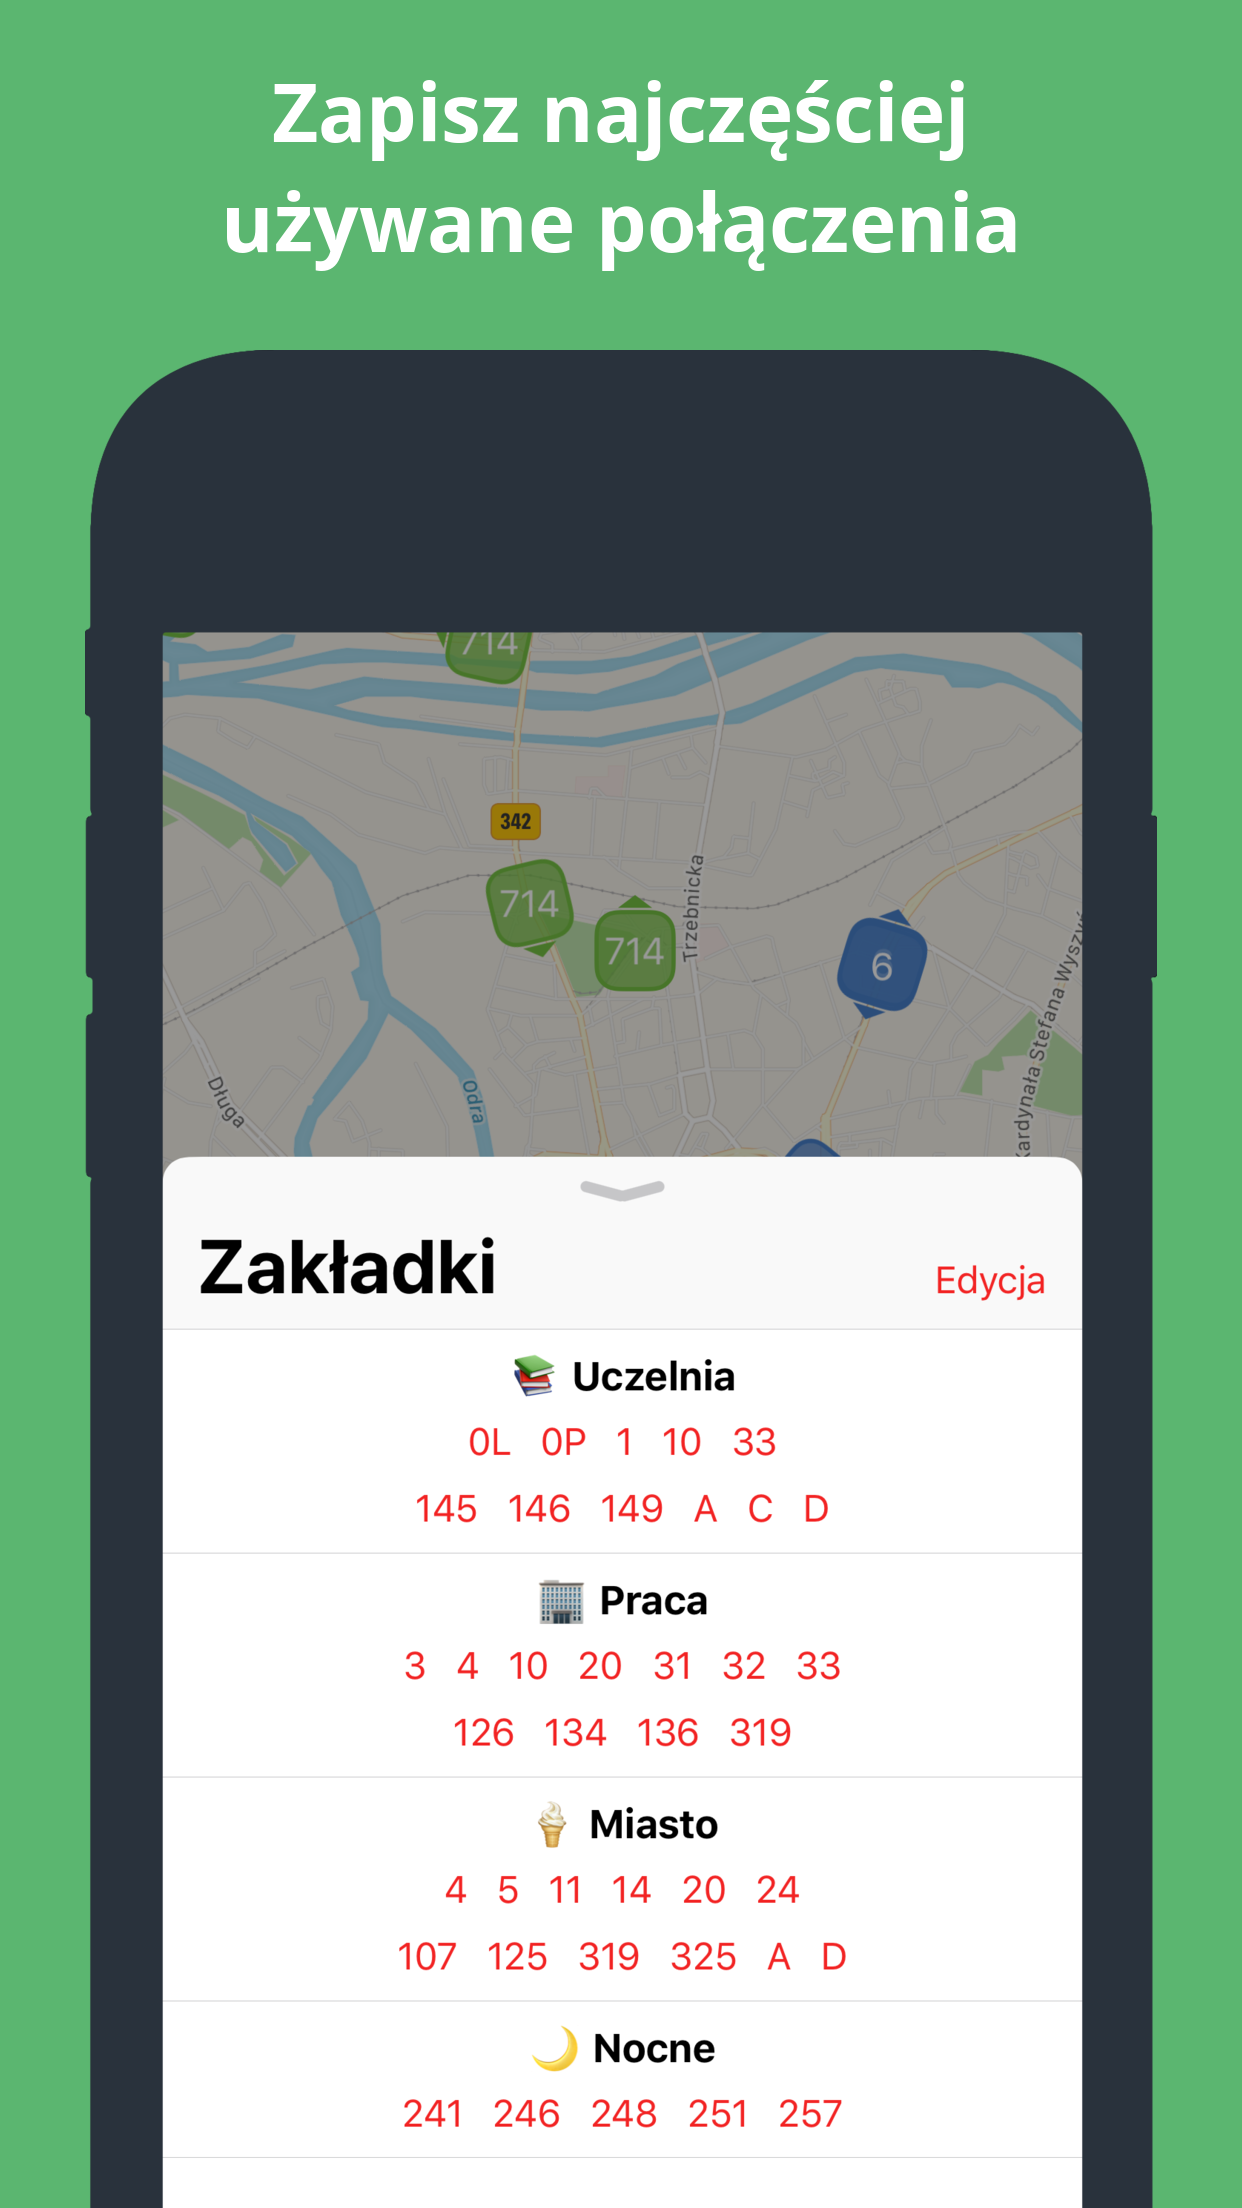 Zapisz najczęściej
używane połączenia
714
342
714
714
Trzebnicka
6
Kardynała Stefana Wyszyń
Długa
Odra
Zakładki
Edycja
📚 Uczelnia
0L 0P 1 10 33
145 146 149 A C D
🏢 Praca
3 4 10 20 31 32 33
126 134 136 319
🍦 Miasto
4 5 11 14 20 24
107 125 319 325 A D
🌙 Nocne
241 246 248 251 257